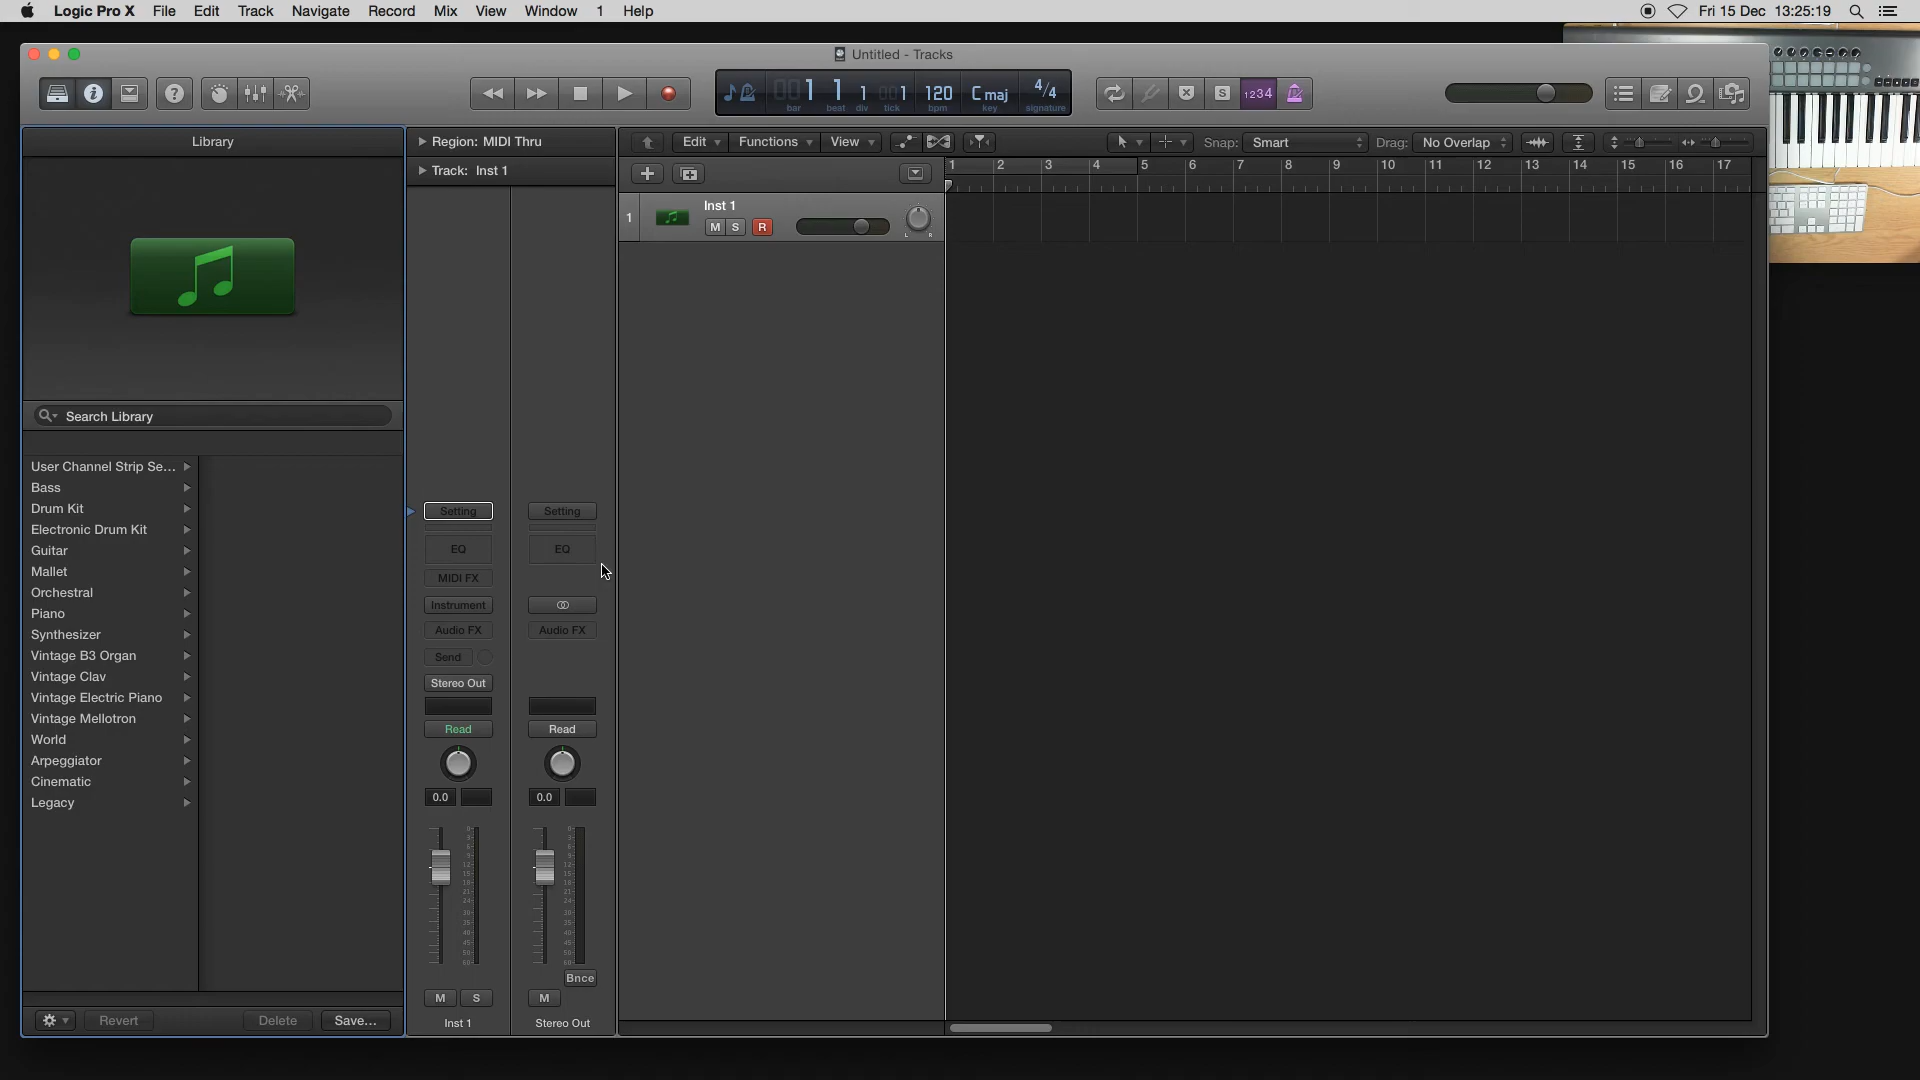 Logic Pro X File Edit Track Navigate Record Mix View Window 1 Help Fri 15 Dec 13:25:19
Untitled - Tracks
001 1 1 001 120 C maj 4/4
bar beat div tick bpm key signature
S 1234
Library
Region: MIDI Thru
Edit Functions View Snap: Smart Drag: No Overlap
Track: Inst 1
1 2 3 4 5 6 7 8 9 10 11 12 13 14 15 16 17
1 Inst 1
M S R
L R
Search Library
User Channel Strip Se...
Bass
Drum Kit
Electronic Drum Kit
Guitar
Mallet
Orchestral
Piano
Synthesizer
Vintage B3 Organ
Vintage Clav
Vintage Electric Piano
Vintage Mellotron
World
Arpeggiator
Cinematic
Legacy
Setting Setting
EQ EQ
MIDI FX
Instrument
Audio FX Audio FX
Send
Stereo Out
Read Read
0.0 0.0
Bnce
M S M
Inst 1 Stereo Out
Revert Delete Save...